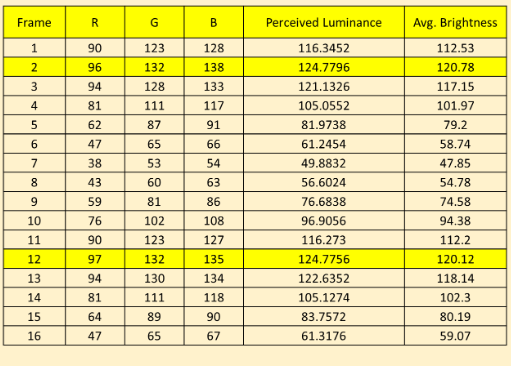 Frame R G B Perceived Luminance Avg. Brightness
1 90 123 128 116.3452 112.53
2 96 132 138 124.7796 120.78
3 94 128 133 121.1326 117.15
4 81 111 117 105.0552 101.97
5 62 87 91 81.9738 79.2
6 47 65 66 61.2454 58.74
7 38 53 54 49.8832 47.85
8 43 60 63 56.6024 54.78
9 59 81 86 76.6838 74.58
10 76 102 108 96.9056 94.38
11 90 123 127 116.273 112.2
12 97 132 135 124.7756 120.12
13 94 130 134 122.6352 118.14
14 81 111 118 105.1274 102.3
15 64 89 90 83.7572 80.19
16 47 65 67 61.3176 59.07